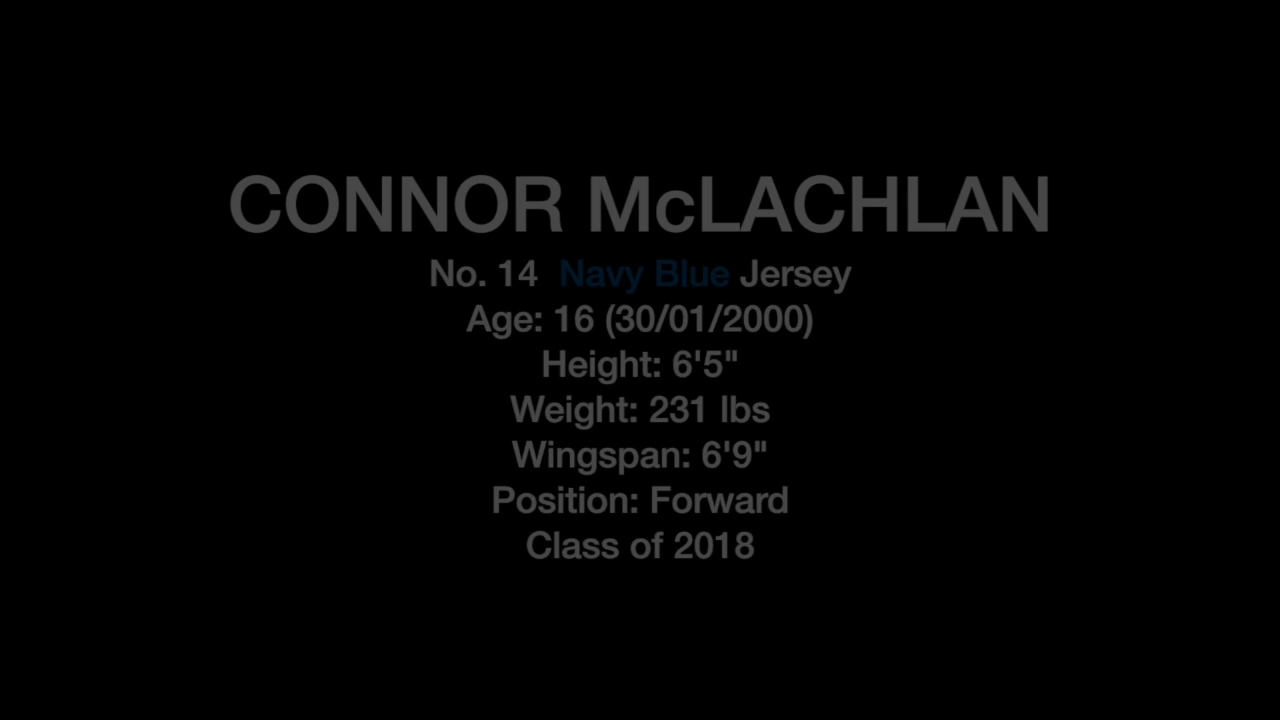 CONNOR McLACHLAN
No. 14 Navy Blue Jersey
Age: 16 (30/01/2000)
Height: 6'5"
Weight: 231 lbs
Wingspan: 6'9"
Position: Forward
Class of 2018